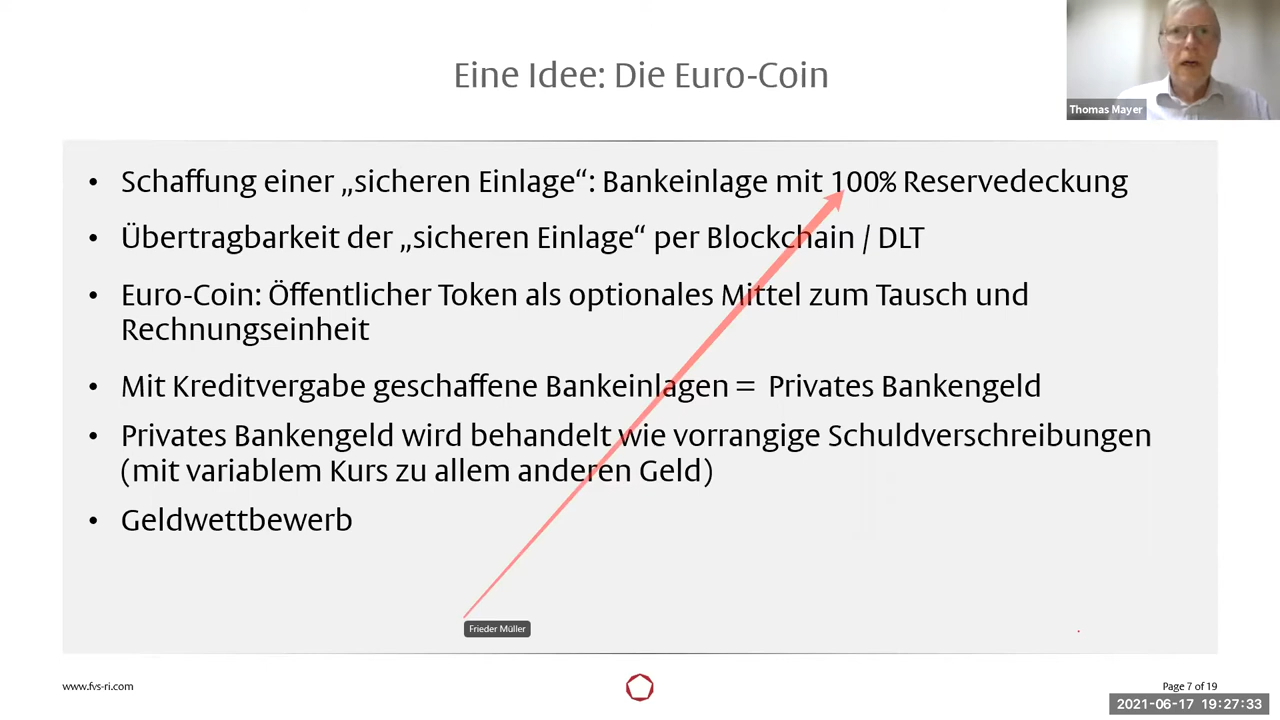 Eine Idee: Die Euro-Coin
Thomas Mayer
• Schaffung einer „sicheren Einlage“: Bankeinlage mit 100% Reservedeckung
• Übertragbarkeit der „sicheren Einlage“ per Blockchain / DLT
• Euro-Coin: Öffentlicher Token als optionales Mittel zum Tausch und
Rechnungseinheit
• Mit Kreditvergabe geschaffene Bankeinlagen = Privates Bankengeld
• Privates Bankengeld wird behandelt wie vorrangige Schuldverschreibungen
(mit variablem Kurs zu allem anderen Geld)
• Geldwettbewerb
Frieder Müller
www.fvs-ri.com
Page 7 of 19
2021-06-17 19:27:33